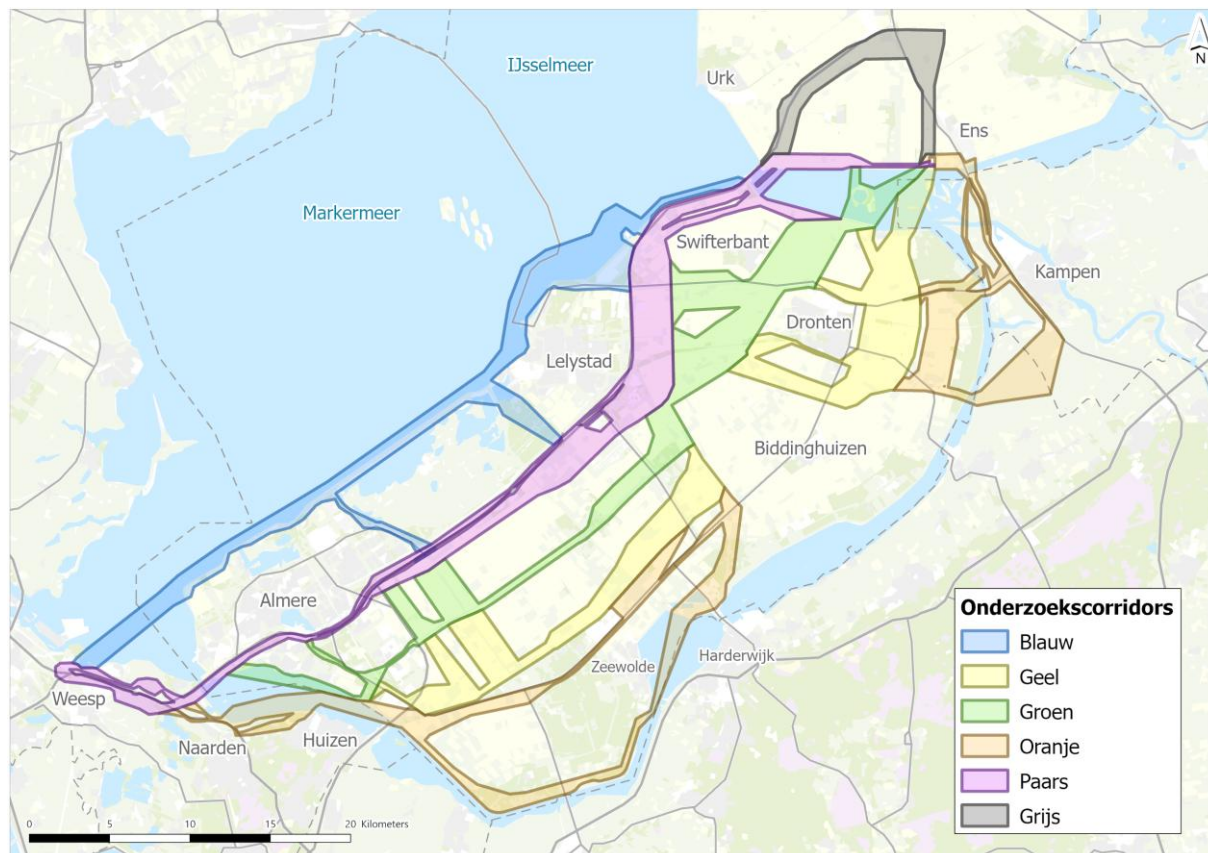 IJsselmeer
Urk
N
Ens
Markermeer
Swifterbant
Kampen
Dronten
Lelystad
Biddinghuizen
Almere
Onderzoekscorridors
Blauw
Geel
Groen
Oranje
Paars
Grijs
Zeewolde
Harderwijk
Weesp
Naarden
Huizen
0 5 10 15 20 Kilometers